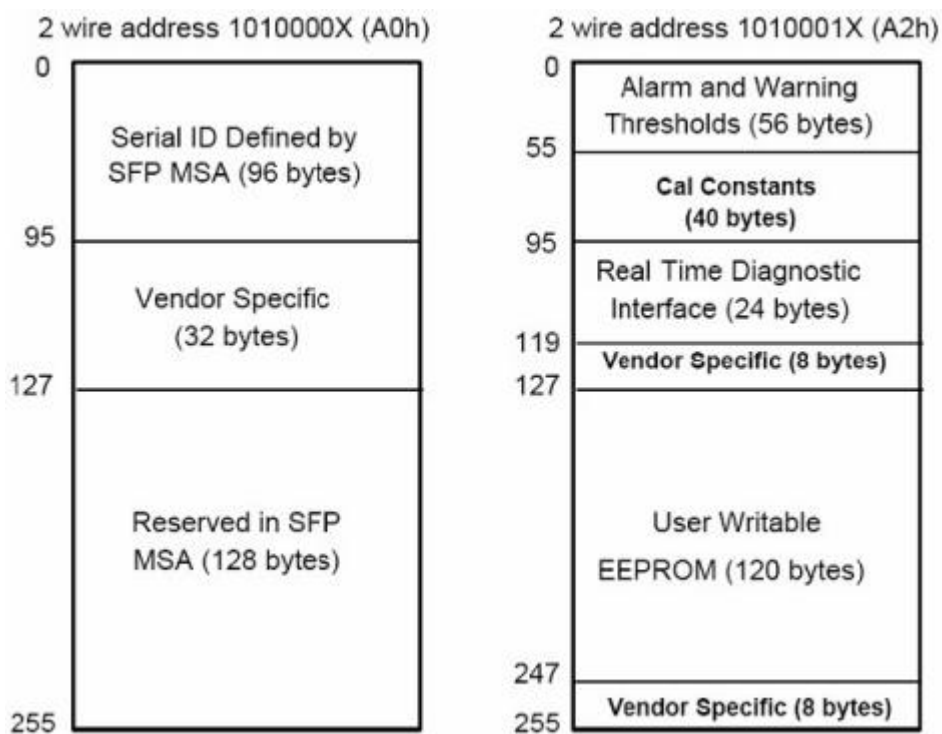 2 wire address 1010000X (A0h)
0
Serial ID Defined by
SFP MSA (96 bytes)
95
Vendor Specific
(32 bytes)
127
Reserved in SFP
MSA (128 bytes)
255
2 wire address 1010001X (A2h)
0
Alarm and Warning
Thresholds (56 bytes)
55
Cal Constants
(40 bytes)
95
Real Time Diagnostic
Interface (24 bytes)
119
Vendor Specific (8 bytes)
127
User Writable
EEPROM (120 bytes)
247
Vendor Specific (8 bytes)
255